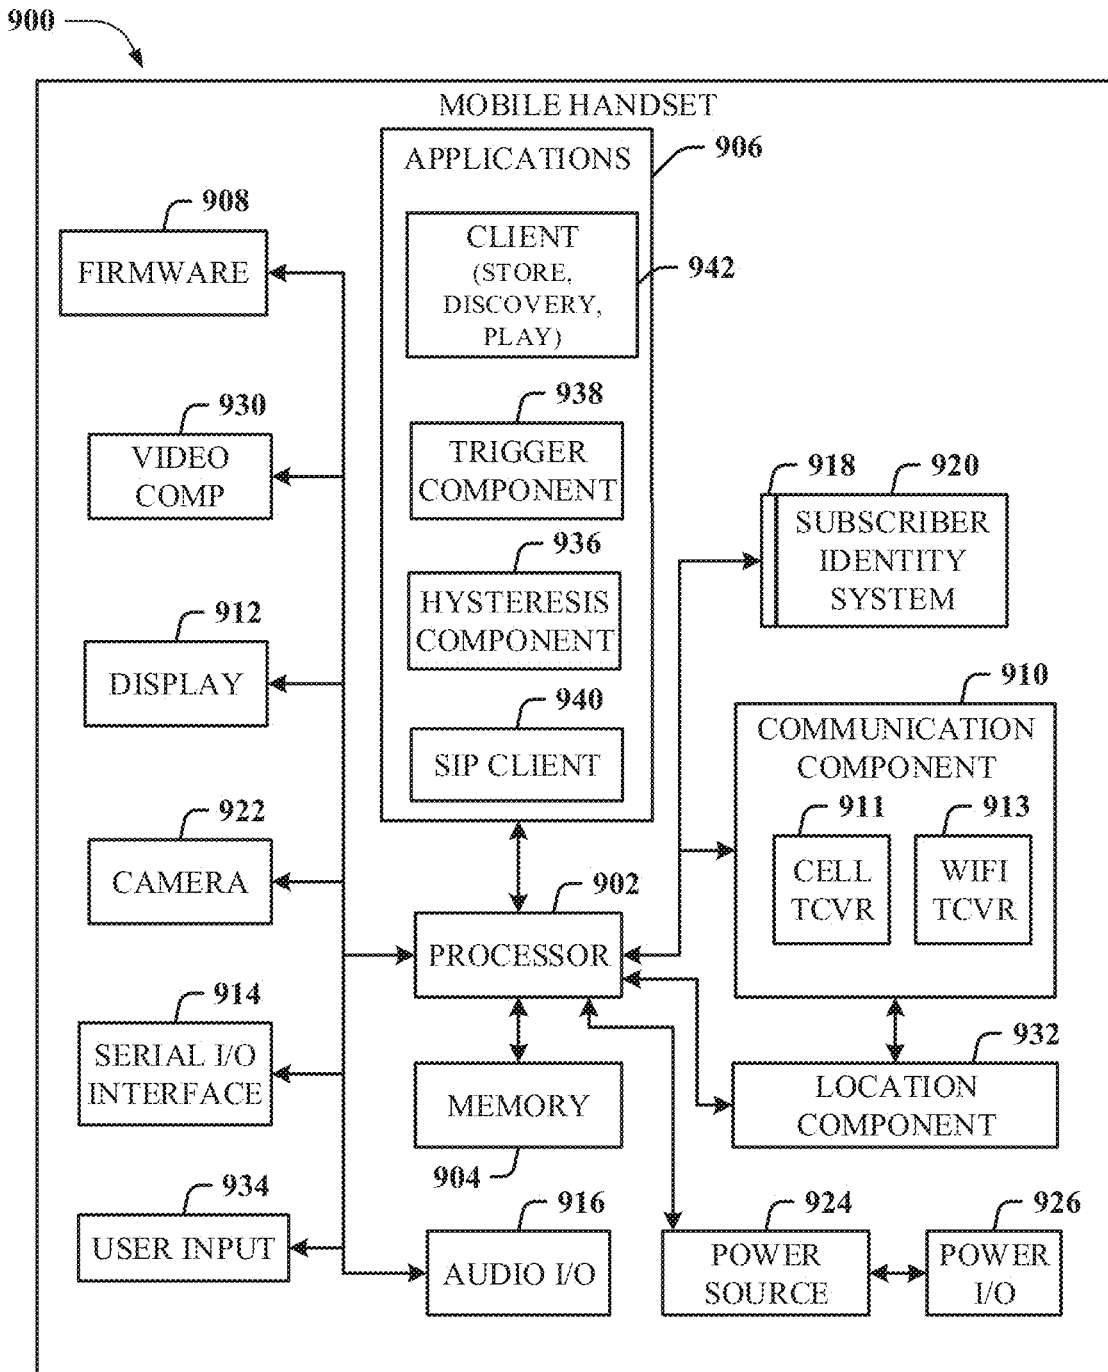 900
MOBILE HANDSET
APPLICATIONS
906
908
FIRMWARE
CLIENT
(STORE,
DISCOVERY,
PLAY)
942
930
VIDEO
COMP
938
TRIGGER
COMPONENT
918
920
SUBSCRIBER
IDENTITY
SYSTEM
936
HYSTERESIS
COMPONENT
912
DISPLAY
940
SIP CLIENT
910
COMMUNICATION
COMPONENT
911
CELL
TCVR
913
WIFI
TCVR
922
CAMERA
902
PROCESSOR
914
SERIAL I/O
INTERFACE
MEMORY
904
932
LOCATION
COMPONENT
934
USER INPUT
916
AUDIO I/O
924
POWER
SOURCE
926
POWER
I/O